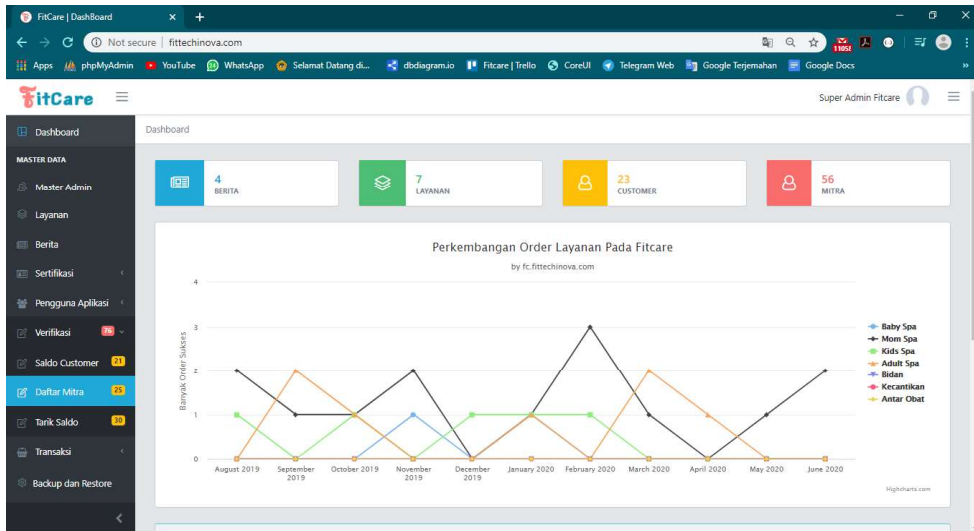 FitCare | DashBoard
Not secure | fittechinova.com
Apps phpMyAdmin YouTube WhatsApp Selamat Datang di... dbdiagram.io Fitcare | Trello CoreUI Telegram Web Google Terjemahan Google Docs
FitCare
Super Admin Fitcare
Dashboard
Dashboard
MASTER DATA
Master Admin
Layanan
Berita
Sertifikasi
Pengguna Aplikasi
Verifikasi 76
Saldo Customer 21
Daftar Mitra 25
Tarik Saldo 30
Transaksi
Backup dan Restore
4
BERITA
7
LAYANAN
23
CUSTOMER
56
MITRA
Perkembangan Order Layanan Pada Fitcare
by fc.fittechinova.com
Banyak Order Sukses
4
3
2
1
0
August 2019
September 2019
October 2019
November 2019
December 2019
January 2020
February 2020
March 2020
April 2020
May 2020
June 2020
Baby Spa
Mom Spa
Kids Spa
Adult Spa
Bidan
Kecantikan
Antar Obat
Highcharts.com